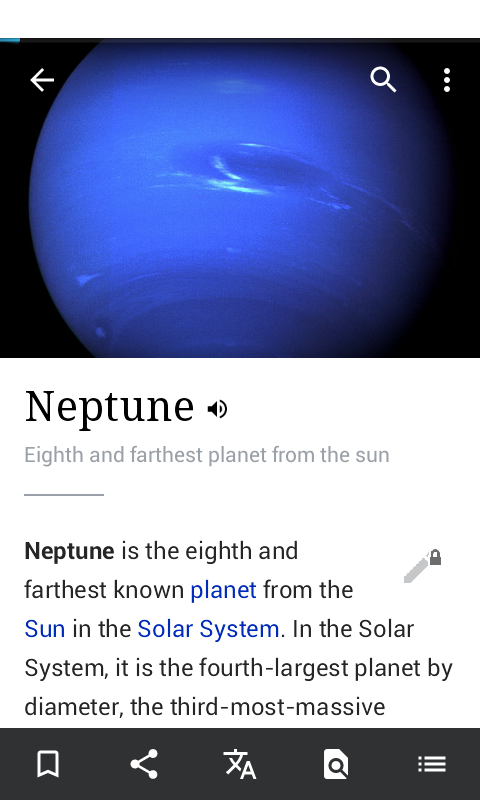 Neptune
Eighth and farthest planet from the sun
Neptune is the eighth and
farthest known planet from the
Sun in the Solar System. In the Solar
System, it is the fourth-largest planet by
diameter, the third-most-massive